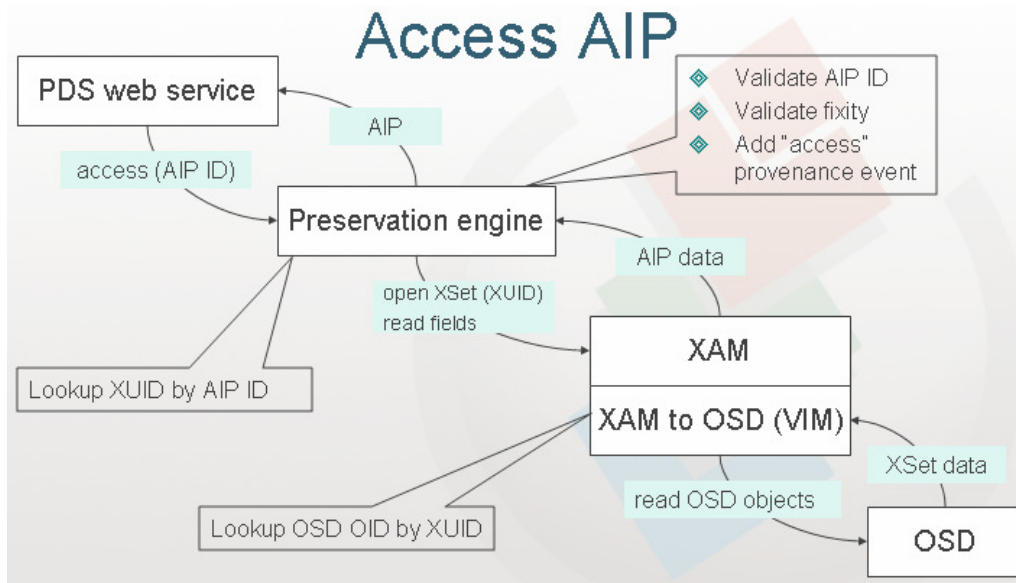 Access AIP
PDS web service
AIP
access (AIP ID)
Validate AIP ID
Validate fixity
Add "access"
provenance event
Preservation engine
AIP data
open XSet (XUID)
read fields
XAM
Lookup XUID by AIP ID
XAM to OSD (VIM)
XSet data
read OSD objects
Lookup OSD OID by XUID
OSD